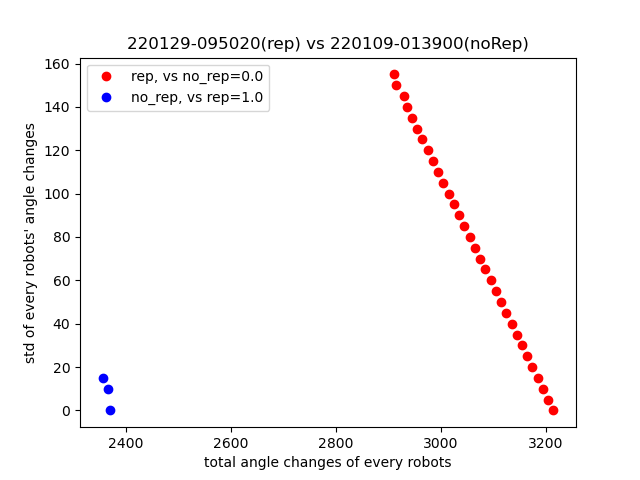 220129-095020(rep) vs 220109-013900(noRep)
rep, vs no_rep=0.0
no_rep, vs rep=1.0
std of every robots' angle changes
160
140
120
100
80
60
40
20
0
2400 2600 2800 3000 3200
total angle changes of every robots